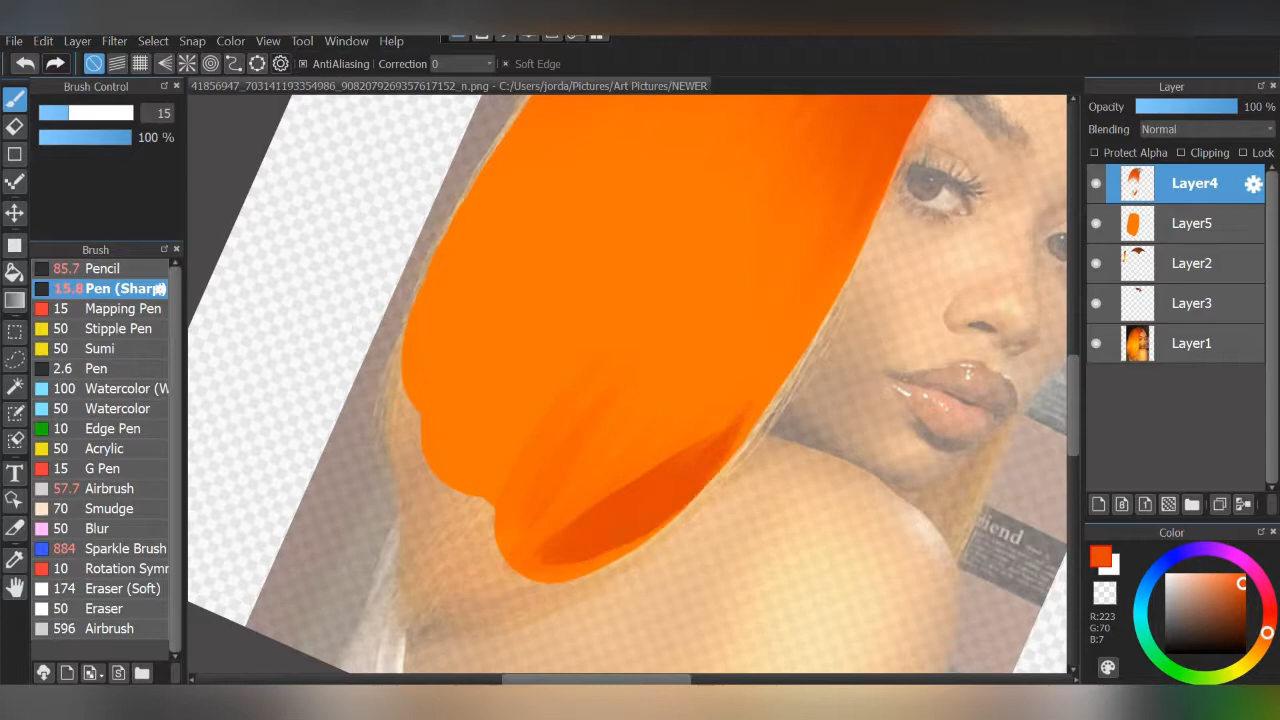 File Edit Layer Filter Select Snap Color View Tool Window Help
AntiAliasing Correction 0 Soft Edge
Brush Control
41856947_703141193354986_9082079269357617152_n.png - C:/Users/jorda/Pictures/Art Pictures/NEWER
15
100 %
Brush
85.7 Pencil
15.8 Pen (Sharp)
15 Mapping Pen
50 Stipple Pen
50 Sumi
2.6 Pen
100 Watercolor (W
50 Watercolor
10 Edge Pen
50 Acrylic
15 G Pen
57.7 Airbrush
70 Smudge
50 Blur
884 Sparkle Brush
10 Rotation Symm
174 Eraser (Soft)
50 Eraser
596 Airbrush
friend
Layer
Opacity 100 %
Blending Normal
Protect Alpha Clipping Lock
Layer4
Layer5
Layer2
Layer3
Layer1
8 1
Color
R:223
G:70
B:7
T
S